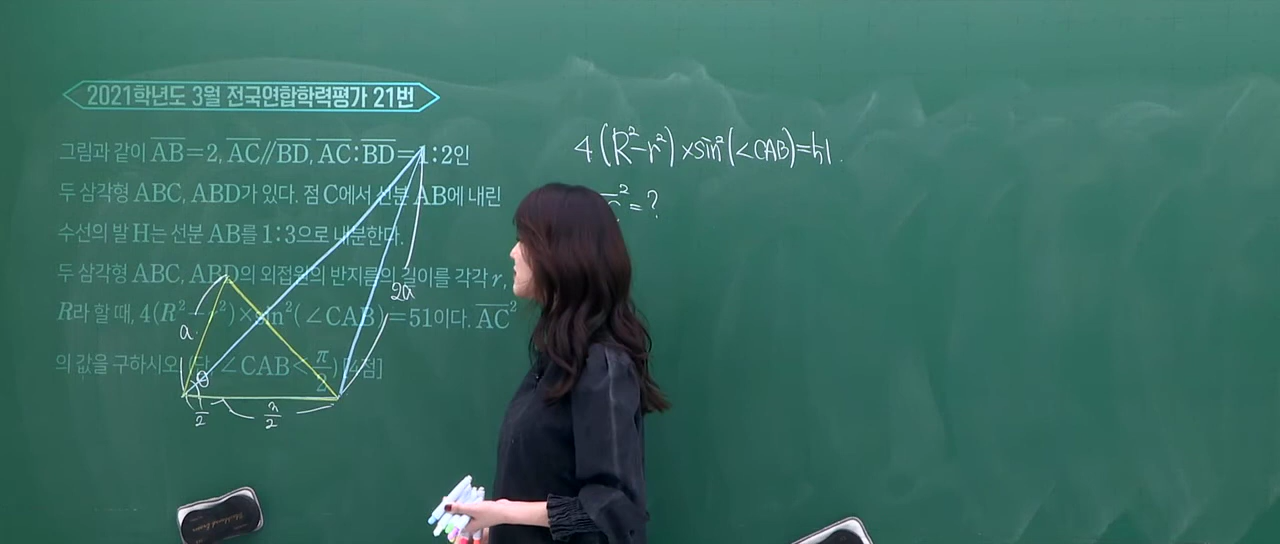 2021학년도 3월 전국연합학력평가 21번
그림과 같이 AB=2, AC//BD, AC:BD=1:2인
두 삼각형 ABC, ABD가 있다. 점 C에서 선분 AB에 내린
수선의 발 H는 선분 AB를 1:3으로 내분한다.
두 삼각형 ABC, ABD의 외접원의 반지름의 길이를 각각 r,
R라 할 때, 4(R²-r²)×sin²(∠CAB)=51이다. AC²
의 값을 구하시오. (단, ∠CAB<π/2) [4점]
a
2a
θ
1/2
3/2
4(R²-r²)×sin²(∠CAB)=51.
²=?